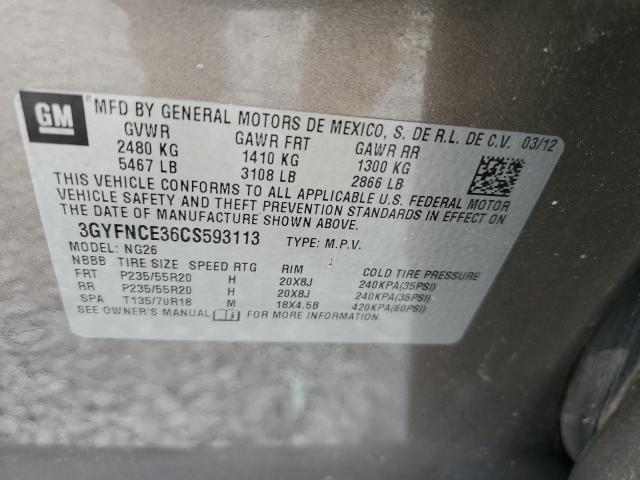 GM
MFD BY GENERAL MOTORS DE MEXICO, S. DE R.L. DE C.V. 03/12
GVWR GAWR FRT GAWR RR
2480 KG 1410 KG 1300 KG
5467 LB 3108 LB 2866 LB
THIS VEHICLE CONFORMS TO ALL APPLICABLE U.S. FEDERAL MOTOR
VEHICLE SAFETY AND THEFT PREVENTION STANDARDS IN EFFECT ON
THE DATE OF MANUFACTURE SHOWN ABOVE.
3GYFNCE36CS593113 TYPE: M.P.V.
MODEL: NG26
NBBB TIRE SIZE SPEED RTG RIM COLD TIRE PRESSURE
FRT P235/55R20 H 20X8J 240KPA(35PSI)
RR P235/55R20 H 20X8J 240KPA(35PSI)
SPA T135/70R18 M 18X4.5B 420KPA(60PSI)
SEE OWNER'S MANUAL FOR MORE INFORMATION.